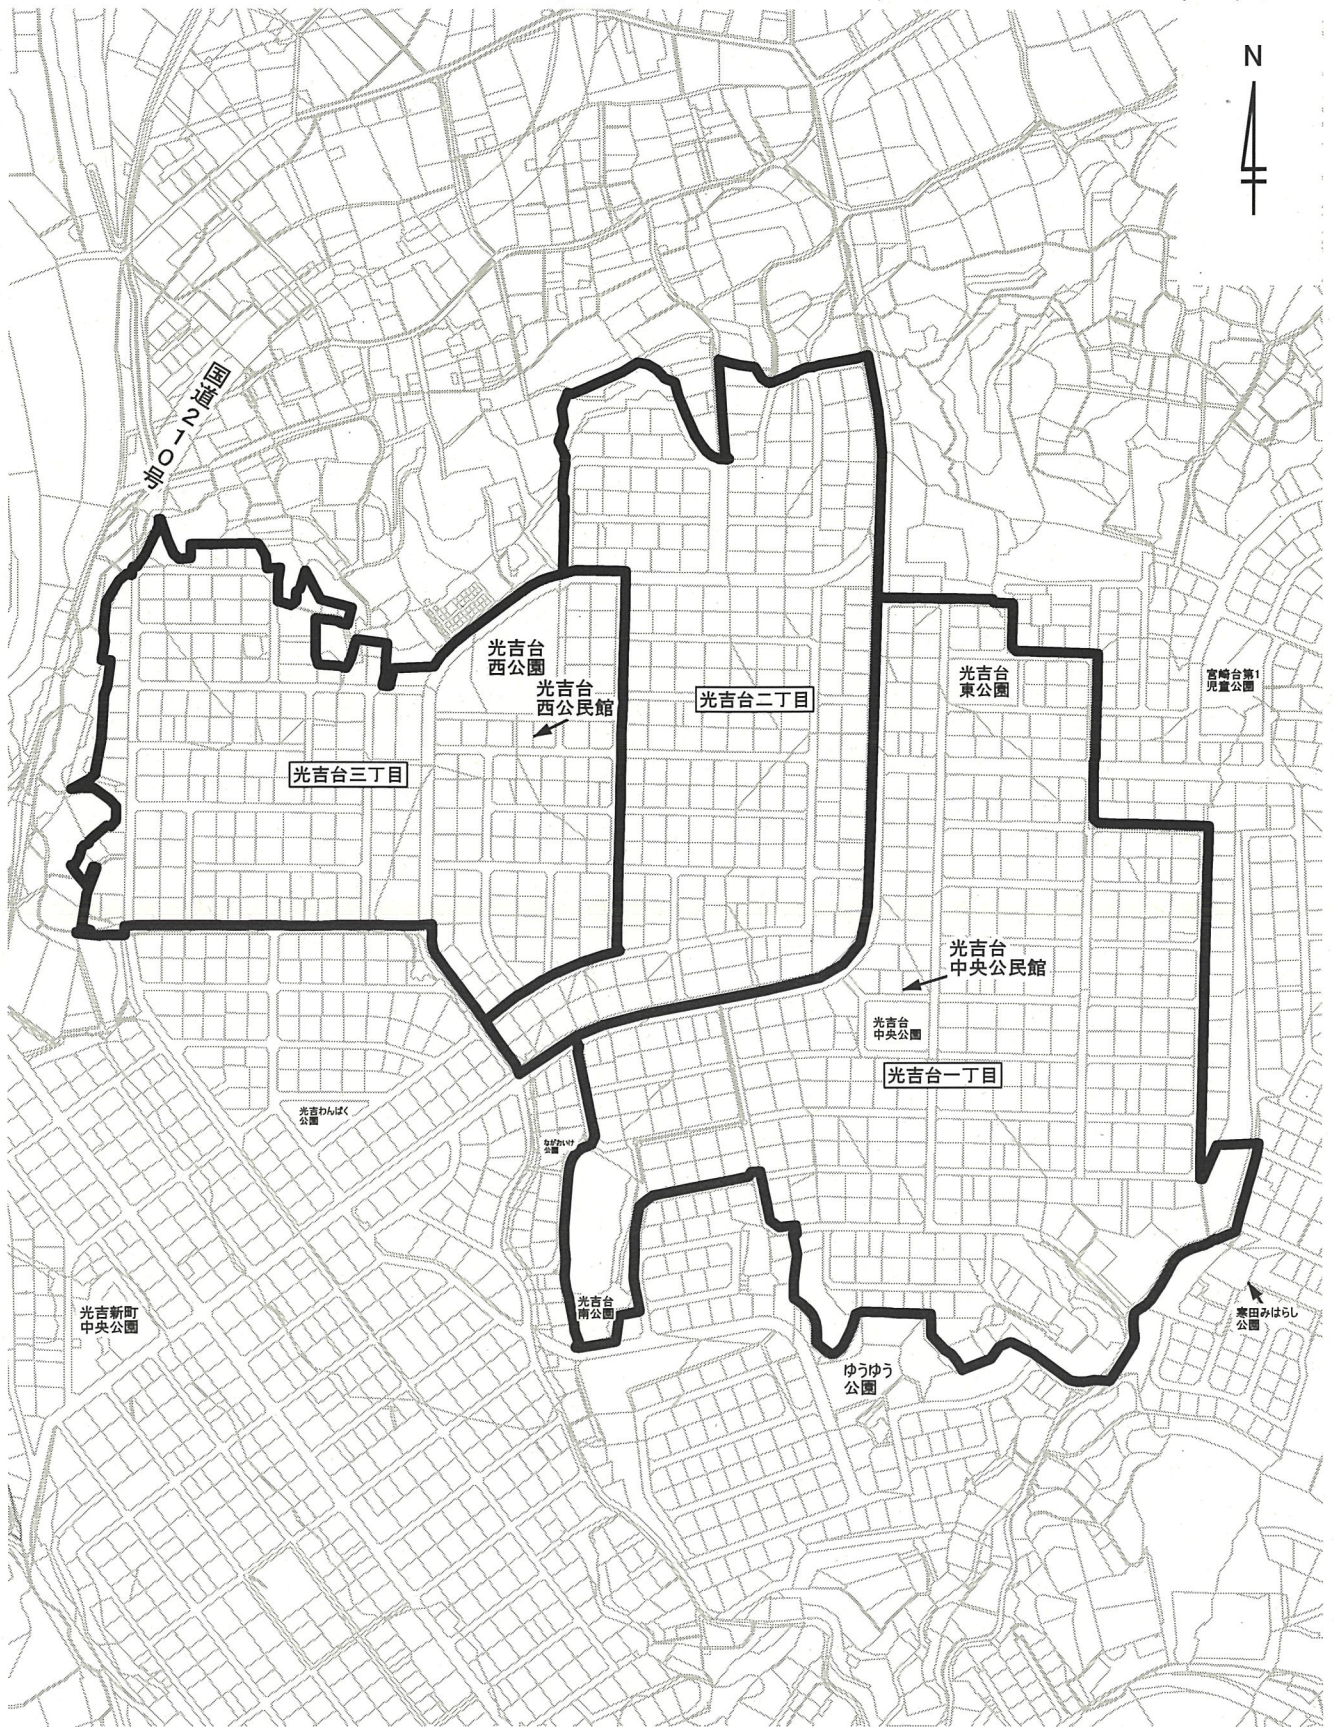 N
国道210号
光吉台
西公園
光吉台
西公民館
光吉台二丁目
光吉台
東公園
宮崎台第1
児童公園
光吉台三丁目
光吉台
中央公民館
光吉台
中央公園
光吉台一丁目
光吉わんぱく
公園
ながおいけ
公園
光吉台
南公園
光吉新町
中央公園
寒田みはらし
公園
ゆうゆう
公園